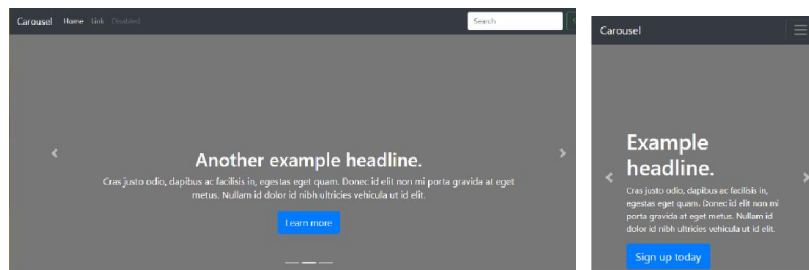 Carousel Home Link Disabled Search
Another example headline.
Cras justo odio, dapibus ac facilisis in, egestas eget quam. Donec id elit non mi porta gravida at eget
metus. Nullam id dolor id nibh ultricies vehicula ut id elit.
Learn more
Carousel
Example
headline.
Cras justo odio, dapibus ac facilisis in,
egestas eget quam. Donec id elit non mi
porta gravida at eget metus. Nullam id
dolor id nibh ultricies vehicula ut id elit.
Sign up today